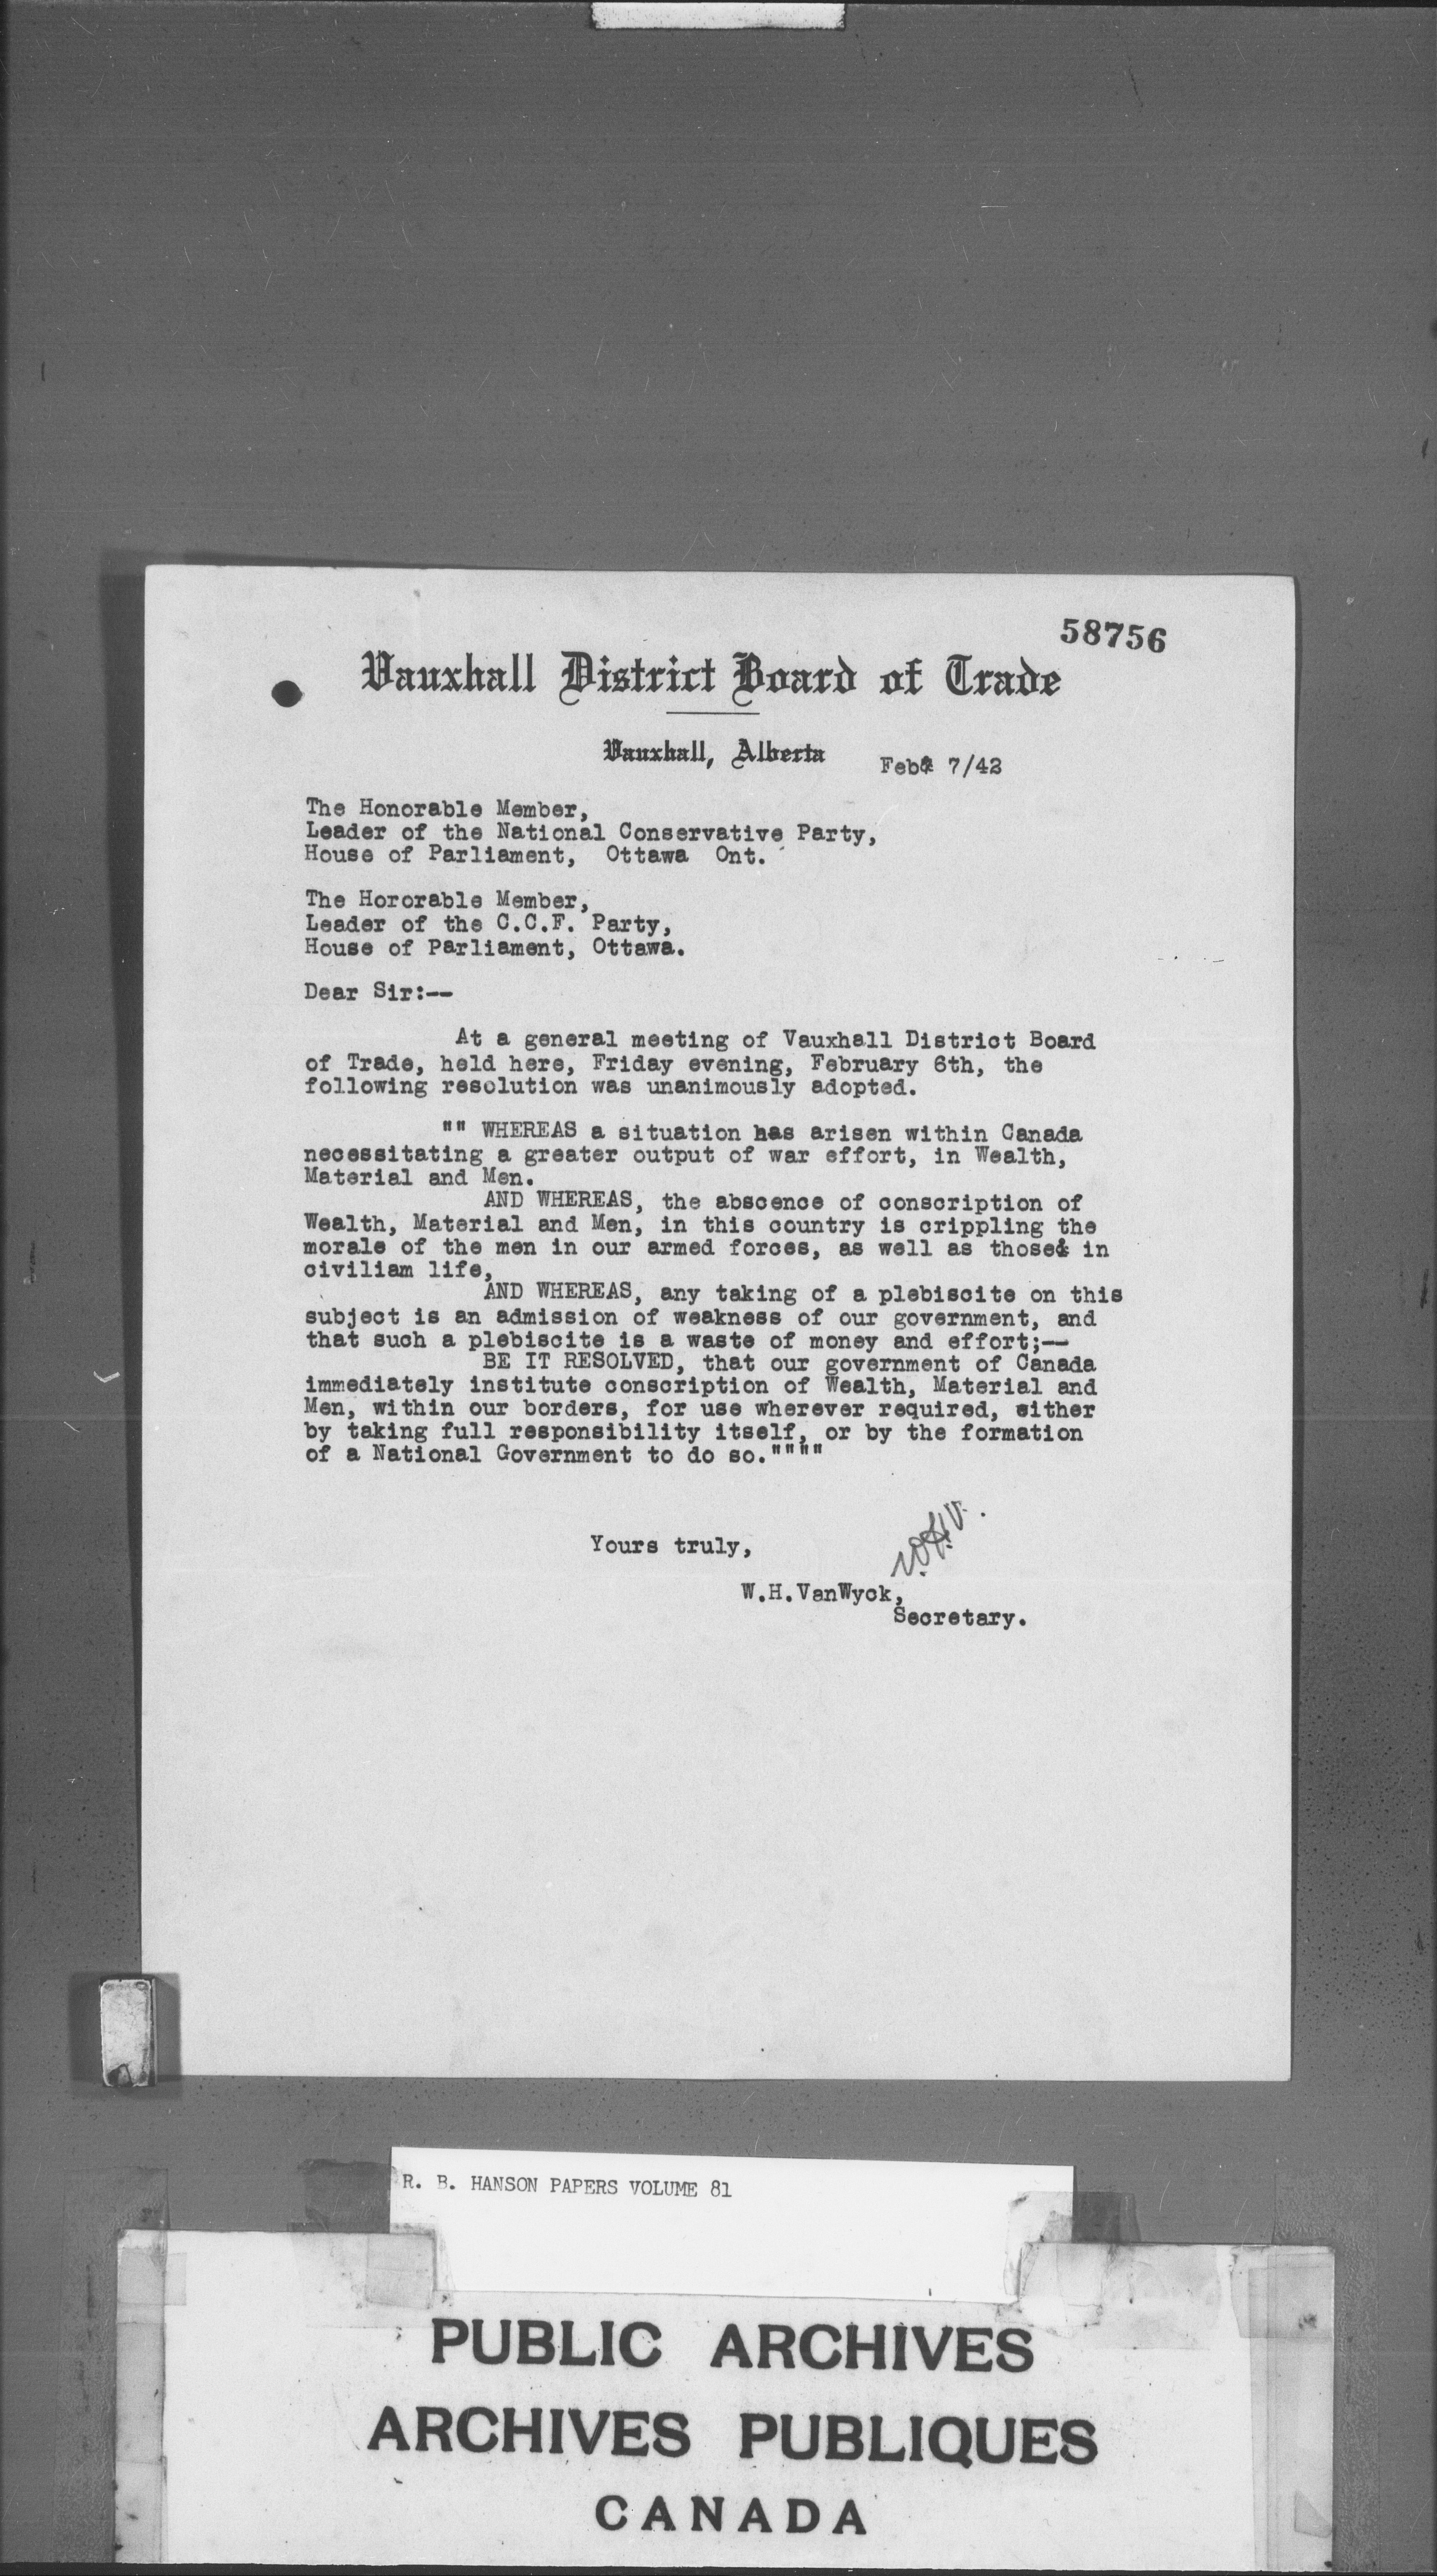 58756
Vauxhall District Board of Trade
Vauxhall, Alberta Feb& 7/42
The Honorable Member,
Leader of the National Conservative Party,
House of Parliament, Ottawa Ont.
The Hororable Member,
Leader of the C.C.F. Party,
House of Parliament, Ottawa.
Dear Sir:--
At a general meeting of Vauxhall District Board
of Trade, held here, Friday evening, February 6th, the
following resolution was unanimously adopted.
"" WHEREAS a situation has arisen within Canada
necessitating a greater output of war effort, in Wealth,
Material and Men.
AND WHEREAS, the abscence of conscription of
Wealth, Material and Men, in this country is crippling the
morale of the men in our armed forces, as well as those& in
civiliam life,
AND WHEREAS, any taking of a plebiscite on this
subject is an admission of weakness of our government, and
that such a plebiscite is a waste of money and effort;--
BE IT RESOLVED, that our government of Canada
immediately institute conscription of Wealth, Material and
Men, within our borders, for use wherever required, either
by taking full responsibility itself, or by the formation
of a National Government to do so.""""
W.H.V.
Yours truly,
W.H.VanWyck,
Secretary.
R. B. HANSON PAPERS VOLUME 81
PUBLIC ARCHIVES
ARCHIVES PUBLIQUES
CANADA